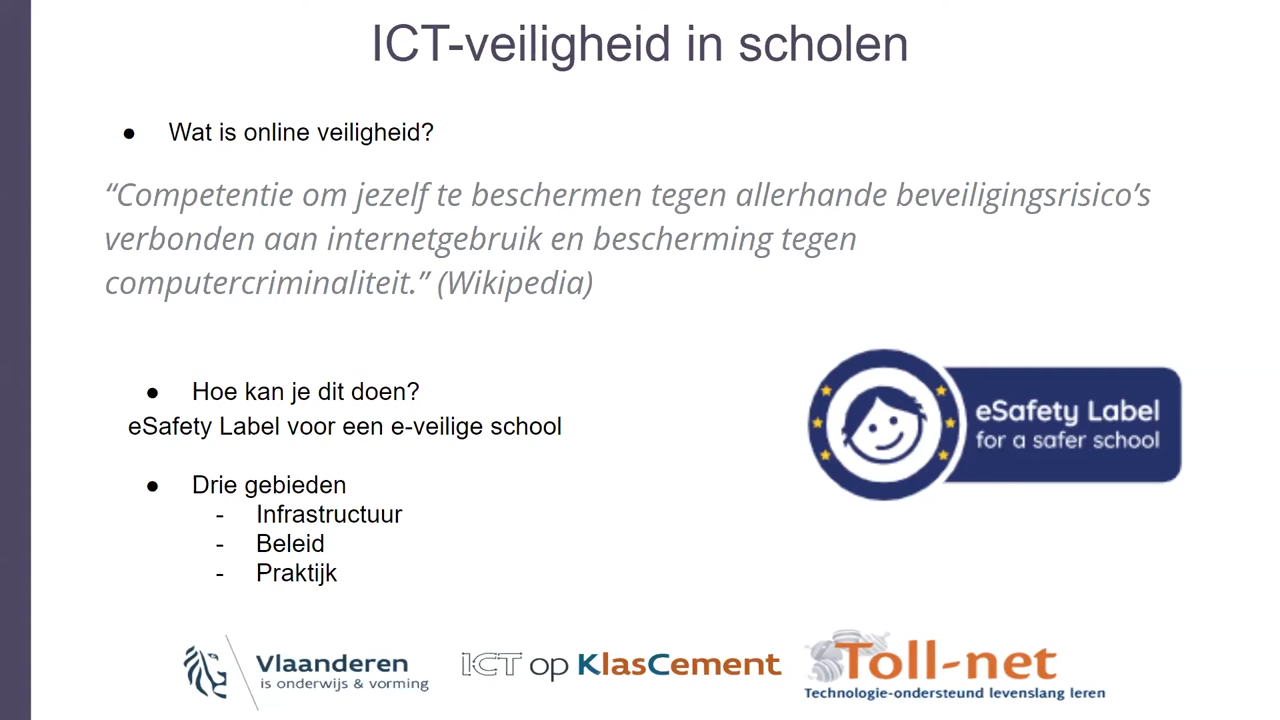 ICT-veiligheid in scholen
● Wat is online veiligheid?
“Competentie om jezelf te beschermen tegen allerhande beveiligingsrisico’s
verbonden aan internetgebruik en bescherming tegen
computercriminaliteit.” (Wikipedia)
● Hoe kan je dit doen?
eSafety Label voor een e-veilige school
● Drie gebieden
- Infrastructuur
- Beleid
- Praktijk
eSafety Label
for a safer school
Vlaanderen
is onderwijs & vorming
ICT op KlasCement
Toll-net
Technologie-ondersteund levenslang leren